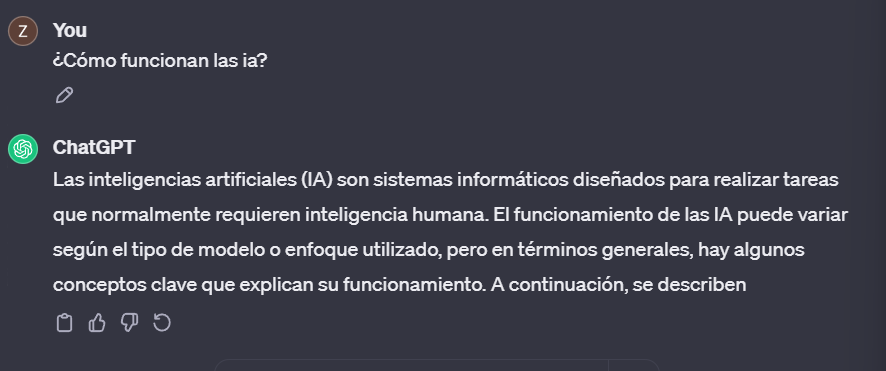 Z
You
¿Cómo funcionan las ia?
ChatGPT
Las inteligencias artificiales (IA) son sistemas informáticos diseñados para realizar tareas
que normalmente requieren inteligencia humana. El funcionamiento de las IA puede variar
según el tipo de modelo o enfoque utilizado, pero en términos generales, hay algunos
conceptos clave que explican su funcionamiento. A continuación, se describen